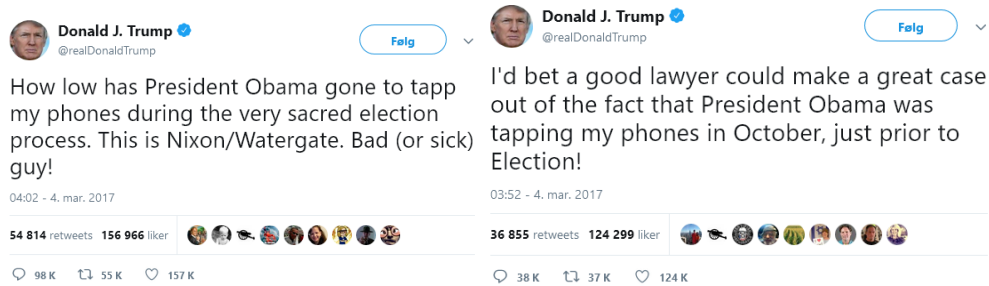 Donald J. Trump
@realDonaldTrump
Følg
How low has President Obama gone to tapp
my phones during the very sacred election
process. This is Nixon/Watergate. Bad (or sick)
guy!
04:02 - 4. mar. 2017
54 814 retweets 156 966 liker
98 K 55 K 157 K
Donald J. Trump
@realDonaldTrump
Følg
I'd bet a good lawyer could make a great case
out of the fact that President Obama was
tapping my phones in October, just prior to
Election!
03:52 - 4. mar. 2017
36 855 retweets 124 299 liker
38 K 37 K 124 K